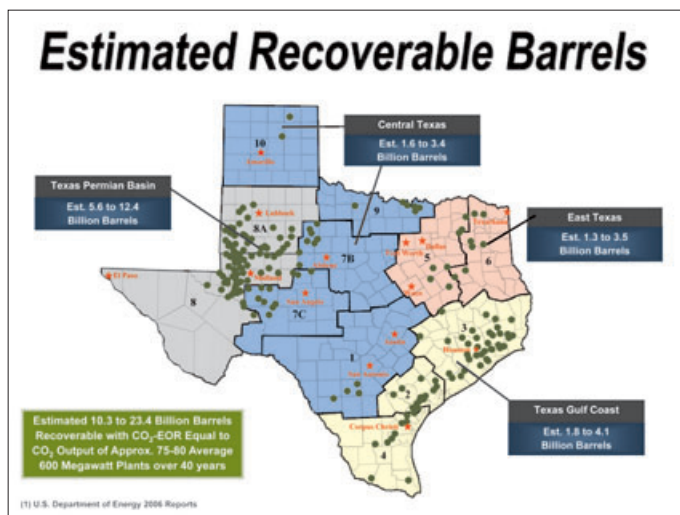 Estimated Recoverable Barrels
Central Texas
Est. 1.6 to 3.4
Billion Barrels
Texas Permian Basin
Est. 5.6 to 12.4
Billion Barrels
East Texas
Est. 1.3 to 3.5
Billion Barrels
Texas Gulf Coast
Est. 1.8 to 4.1
Billion Barrels
10
Amarillo
Lubbock
8A
9
Texarkana
7B
Fort Worth
Dallas
Abilene
5
6
El Paso
Midland
Waco
8
San Angelo
7C
3
Austin
Houston
1
San Antonio
2
Corpus Christi
4
Estimated 10.3 to 23.4 Billion Barrels
Recoverable with CO₂-EOR Equal to
CO₂ Output of Approx. 75-80 Average
600 Megawatt Plants over 40 years
(1) U.S. Department of Energy 2006 Reports